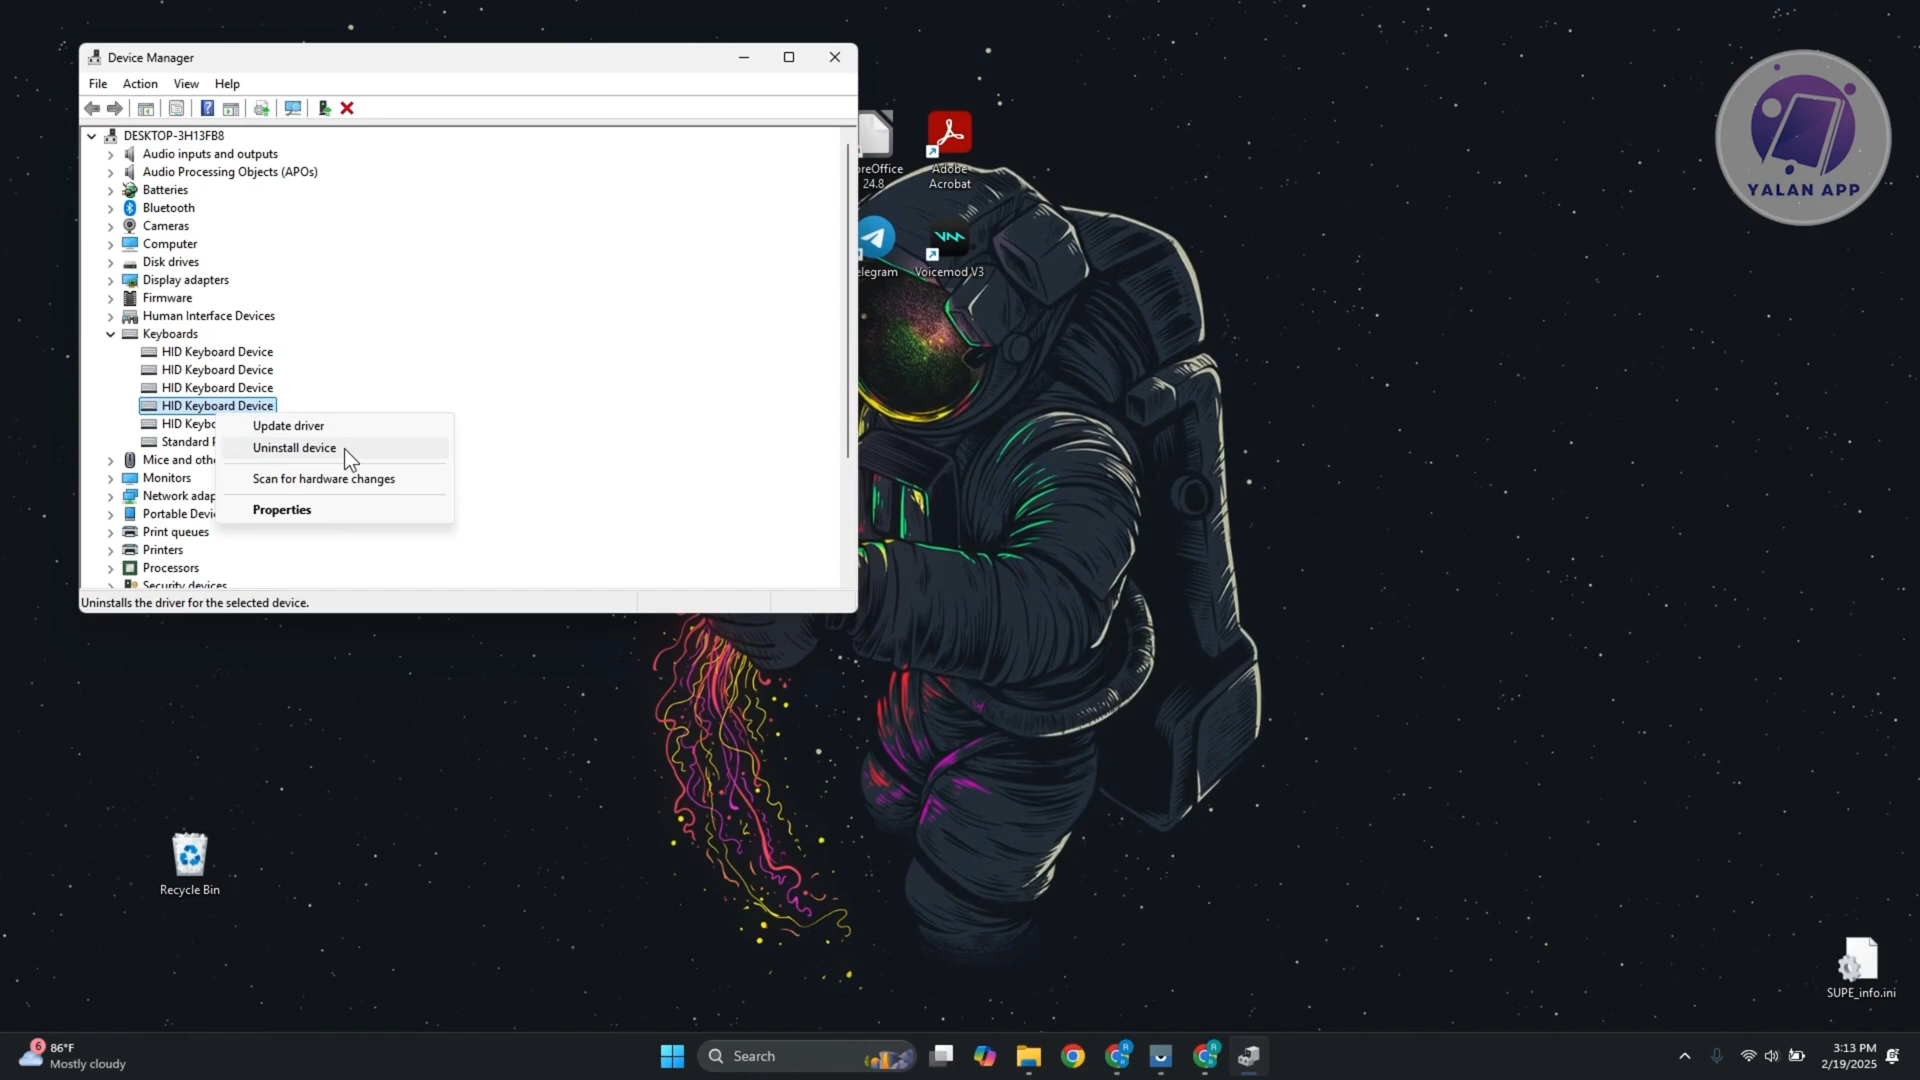 Device Manager
File Action View Help
DESKTOP-3H13FB8
Audio inputs and outputs
Audio Processing Objects (APOs)
Batteries
Bluetooth
Cameras
Computer
Disk drives
Display adapters
Firmware
Human Interface Devices
Keyboards
HID Keyboard Device
HID Keyboard Device
HID Keyboard Device
HID Keyboard Device
HID Keybo
Standard
Mice and oth
Monitors
Network adap
Portable Devi
Print queues
Printers
Processors
Security devices
Update driver
Uninstall device
Scan for hardware changes
Properties
Uninstalls the driver for the selected device.
reOffice
24.8
Adobe
Acrobat
elegram
Voicemod V3
YALAN APP
Recycle Bin
SUPE_info.ini
6
86°F
Mostly cloudy
Search
R
R
3:13 PM
2/19/2025